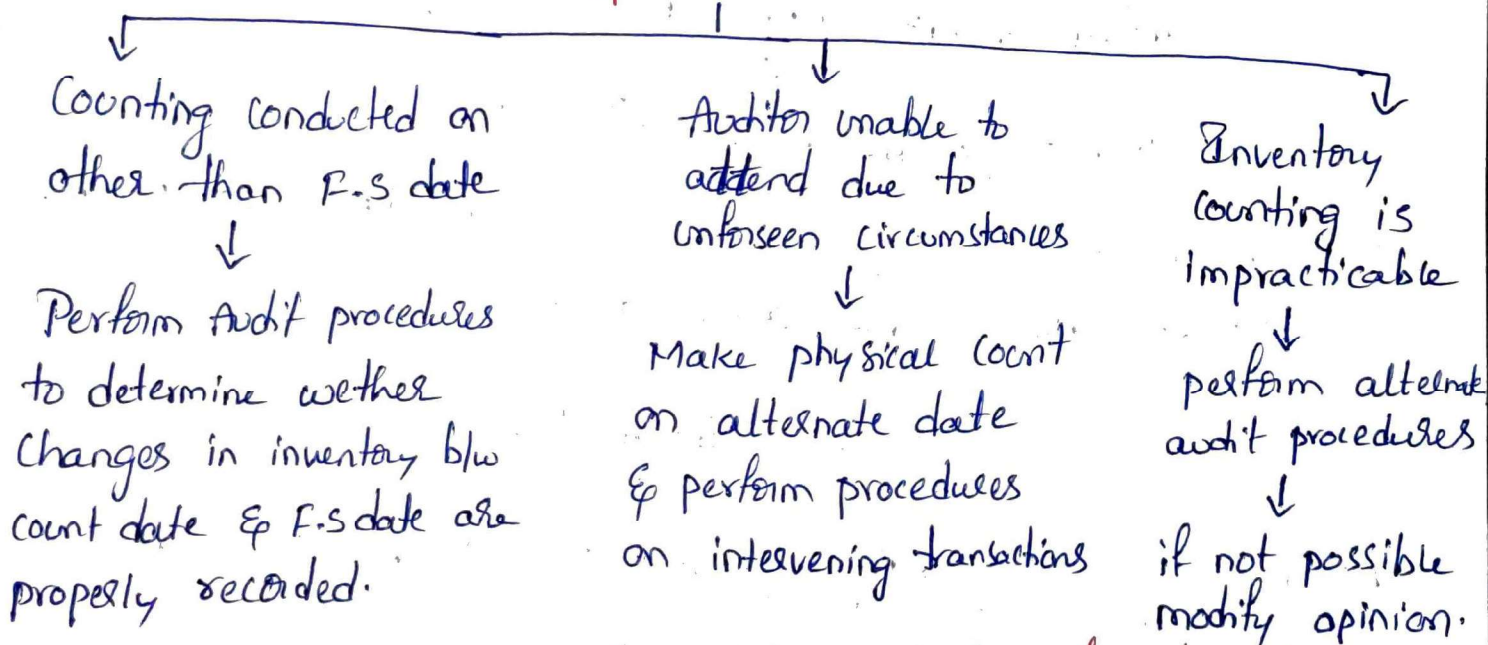 Counting conducted on
other than F.S date
Perform Audit procedures
to determine wether
changes in inventory b/w
count date & F.S date are
properly recorded.
Auditor unable to
attend due to
unforseen circumstances
Make physical count
on alternate date
& perform procedures
on intervening transactions
Inventory
counting is
impracticable
perform alternate
audit procedures
if not possible
modify opinion.